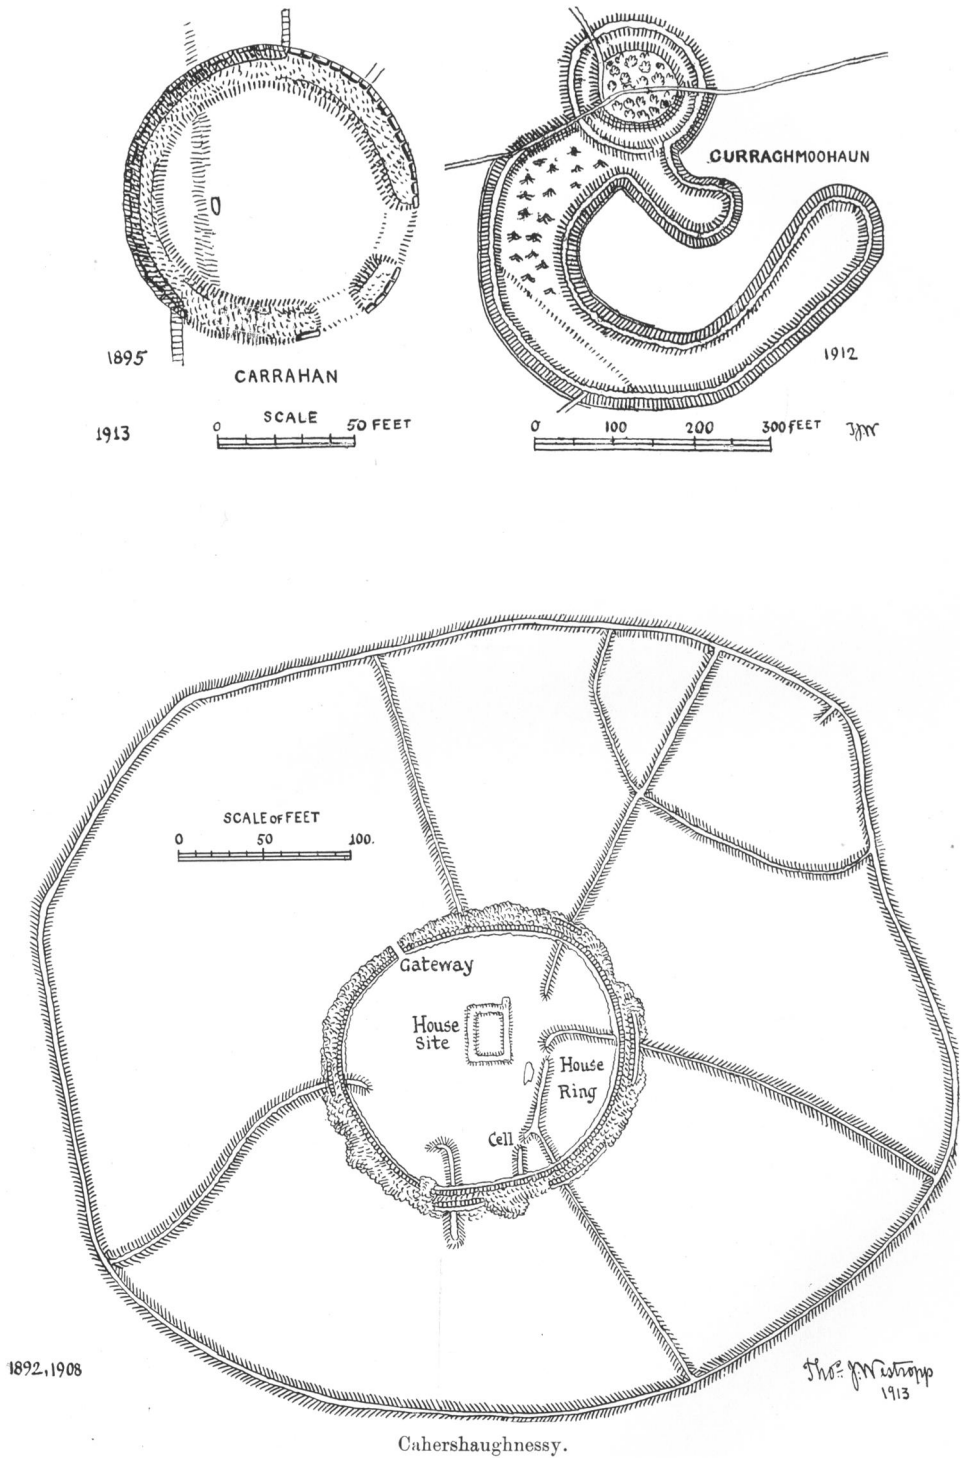 CURRAGHMOOHAUN
1895
1912
CARRAHAN
1913
SCALE
0 50 FEET
0 100 200 300 FEET
TJW
SCALE OF FEET
0 50 100.
Gateway
House
Site
House
Ring
Cell
1892,1908
Thos. J Westropp
1913
Cahershaughnessy.